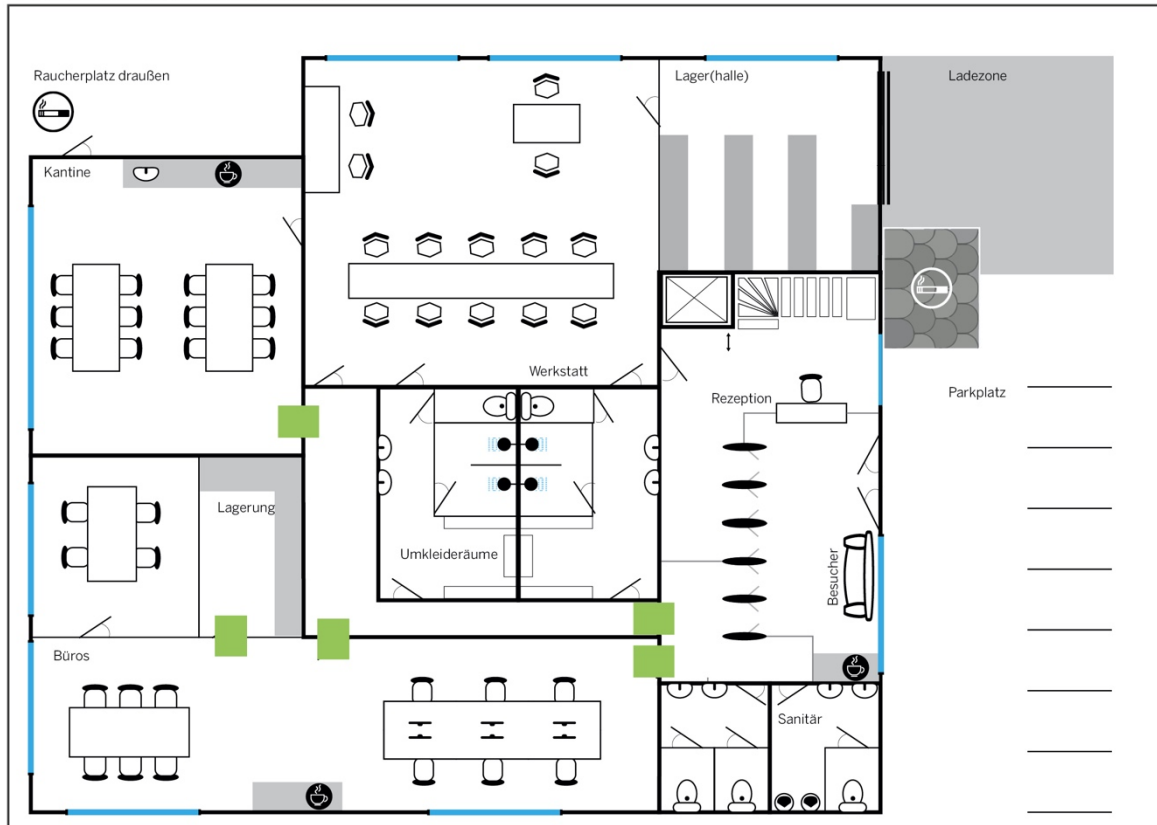 Raucherplatz draußen
Lager(halle)
Ladezone
Kantine
Werkstatt
Rezeption
Parkplatz
Lagerung
Umkleideräume
Besucher
Büros
Sanitär